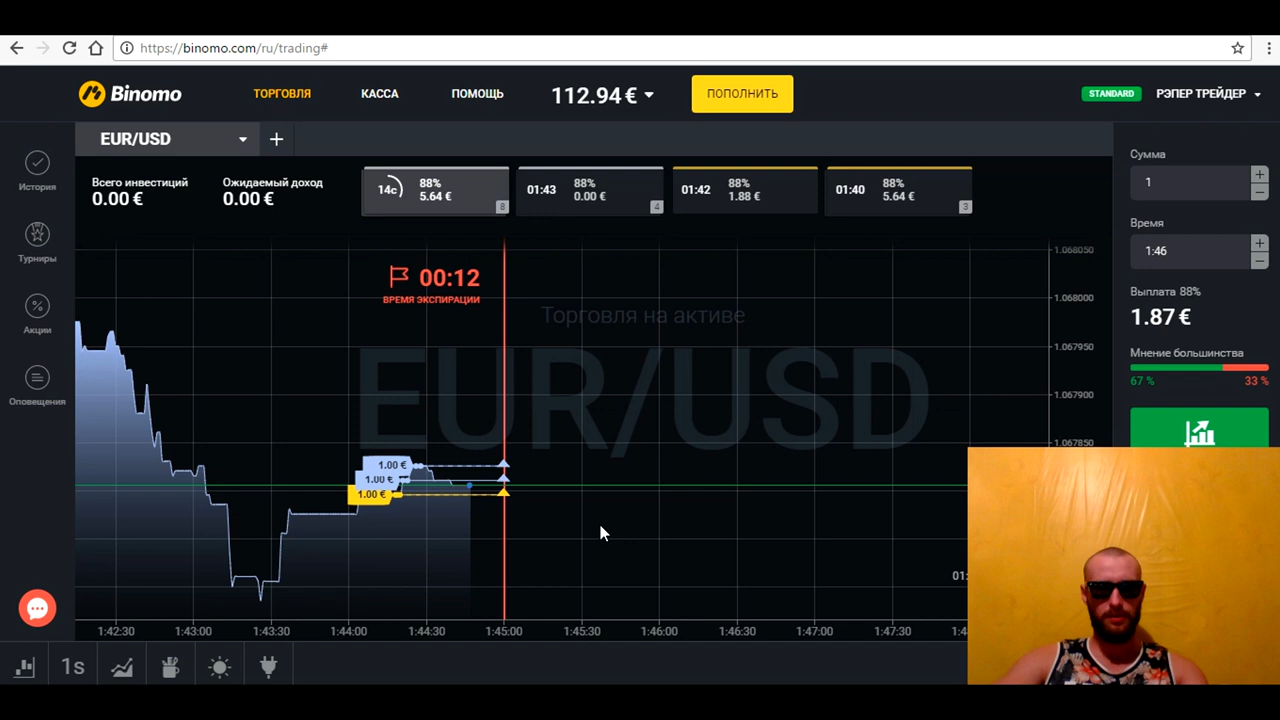 https://binomo.com/ru/trading#
Binomo
ТОРГОВЛЯ
КАССА
ПОМОЩЬ
112.94 €
ПОПОЛНИТЬ
STANDARD
РЭПЕР ТРЕЙДЕР
EUR/USD
+
История
Турниры
Акции
Оповещения
Всего инвестиций
0.00 €
Ожидаемый доход
0.00 €
14с
88%
5.64 €
8
01:43
88%
0.00 €
4
01:42
88%
1.88 €
01:40
88%
5.64 €
3
00:12
ВРЕМЯ ЭКСПИРАЦИИ
Торговля на активе
EUR/USD
1.00 €
1.00 €
1.00 €
1.068050
1.068000
1.067950
1.067900
1.067850
01:
1:42:30
1:43:00
1:43:30
1:44:00
1:44:30
1:45:00
1:45:30
1:46:00
1:46:30
1:47:00
1:47:30
1:4
Сумма
1
Время
1:46
Выплата 88%
1.87 €
Мнение большинства
67 %
33 %
1s